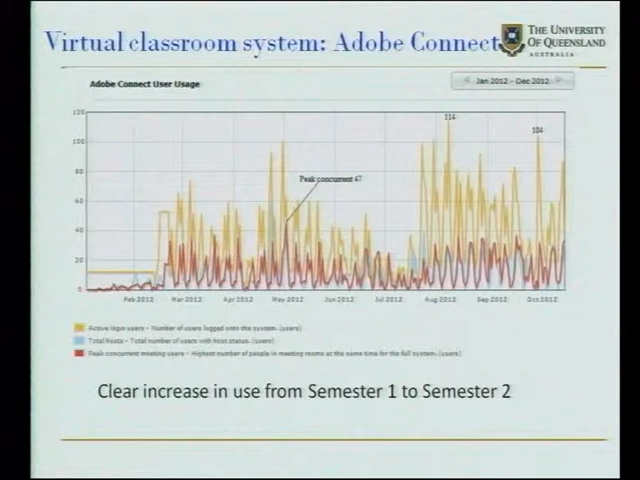 Virtual classroom system: Adobe Connect
THE UNIVERSITY
OF QUEENSLAND
AUSTRALIA
Adobe Connect User Usage
Jan 2012 - Dec 2012
120
100
80
60
40
20
0
114
104
Peak concurrent 47
Feb 2012 Mar 2012 Apr 2012 May 2012 Jun 2012 Jul 2012 Aug 2012 Sep 2012 Oct 2012
Active login users - Number of users logged onto the system. (users)
Total hosts - Total number of users with host status. (users)
Peak concurrent meeting users - Highest number of people in meeting rooms at the same time for the full system. (users)
Clear increase in use from Semester 1 to Semester 2